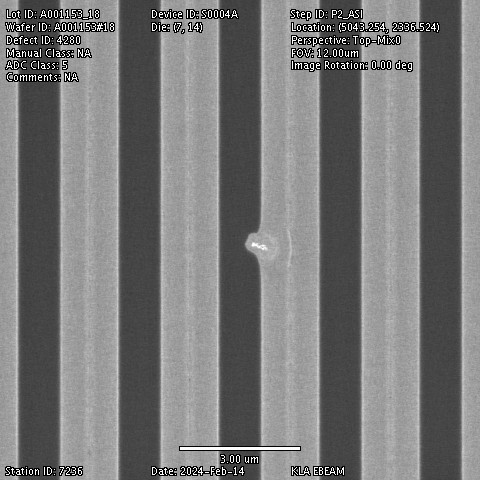 Lot ID: A001153_18
Wafer ID: A001153#18
Defect ID: 4280
Manual Class: NA
ADC Class: 5
Comments: NA
Device ID: S0004A
Die: (7, 14)
Step ID: P2_ASI
Location: (5043.254, 2336.524)
Perspective: Top-Mix0
FOV: 12.00um
Image Rotation: 0.00 deg
3.00 um
Station ID: 7236
Date: 2024-Feb-14
KLA EBEAM